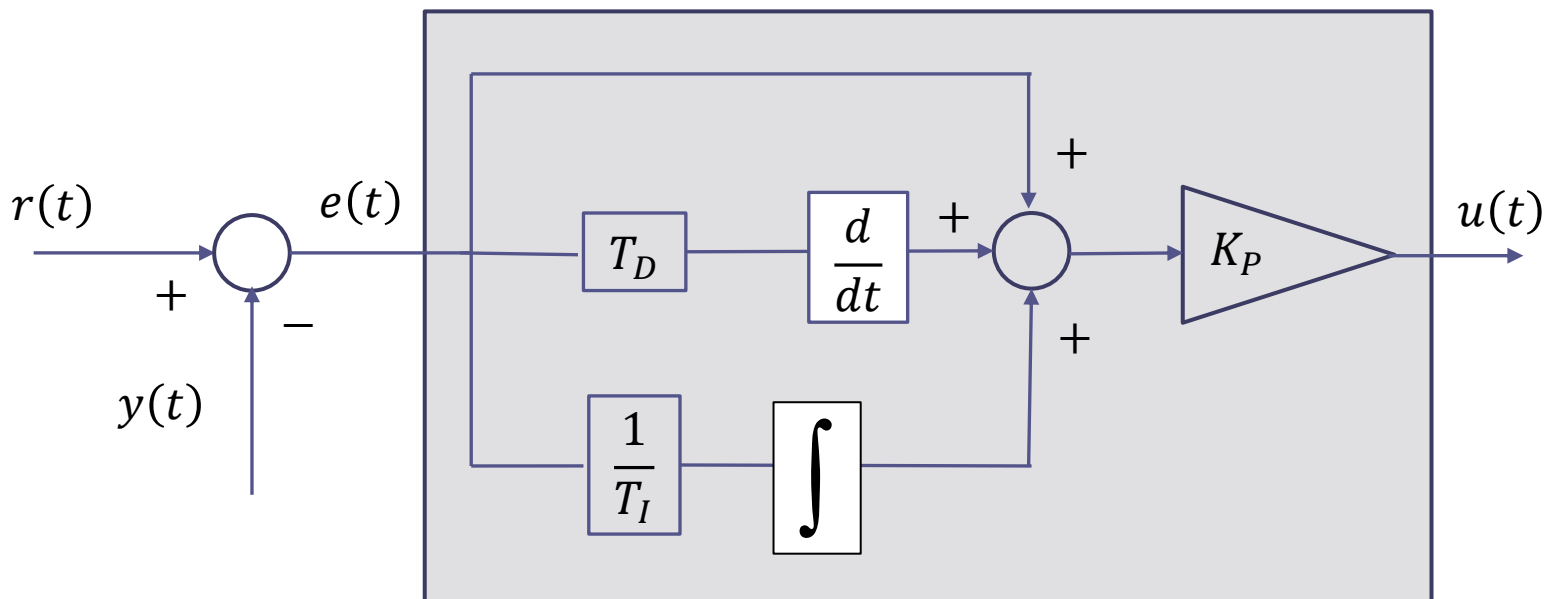 r(t)
+
y(t)
−
e(t)
T_D
d
dt
+
+
1
T_I
∫
+
K_P
u(t)